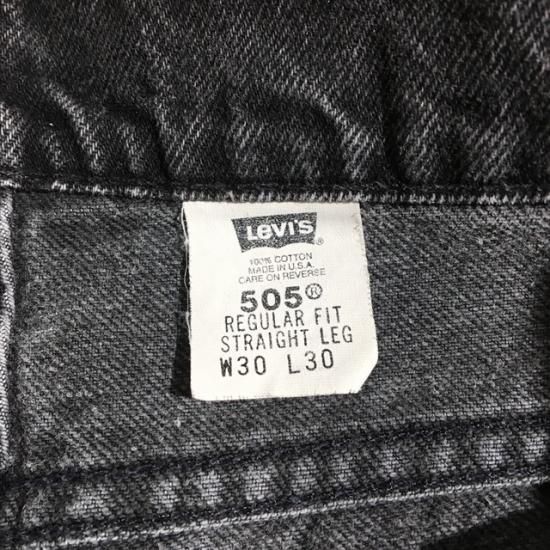 LEVI'S ®
100% COTTON
MADE IN U.S.A.
CARE ON REVERSE
505®
REGULAR FIT
STRAIGHT LEG
W30 L30